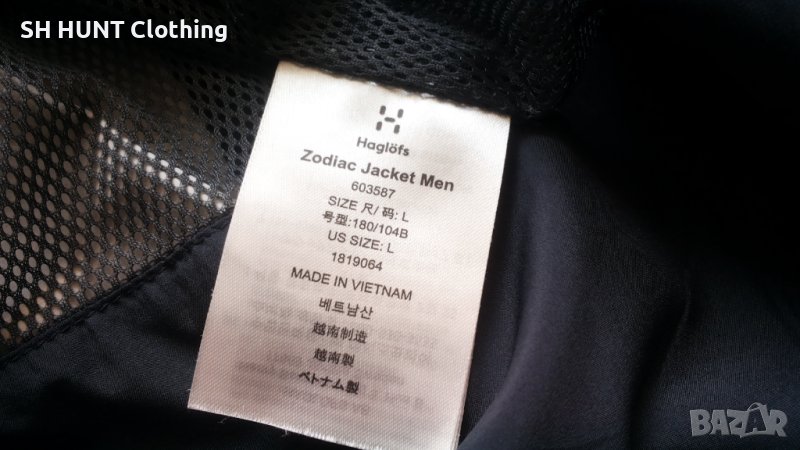 SH HUNT Clothing
Haglöfs
Zodiac Jacket Men
603587
SIZE 尺/ 码: L
号型:180/104B
US SIZE: L
1819064
MADE IN VIETNAM
베트남산
越南制造
越南製
ベトナム製
BAZAR